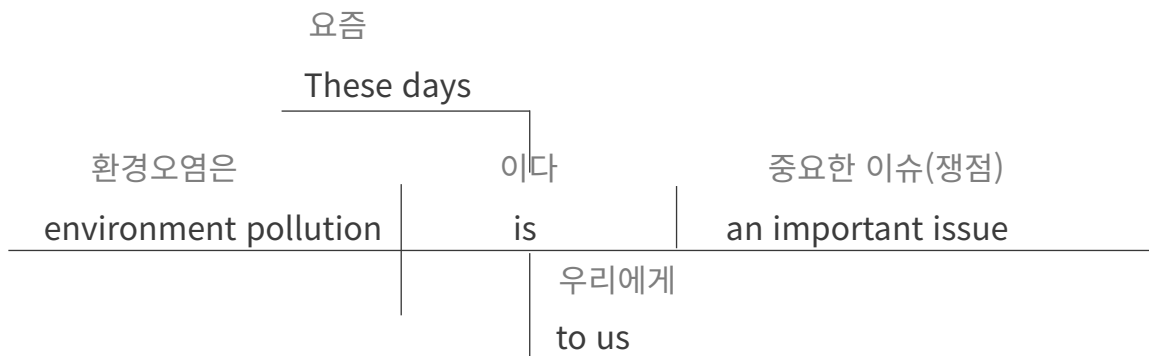 요즘
These days
환경오염은 이다 중요한 이슈(쟁점)
environment pollution is an important issue
우리에게
to us